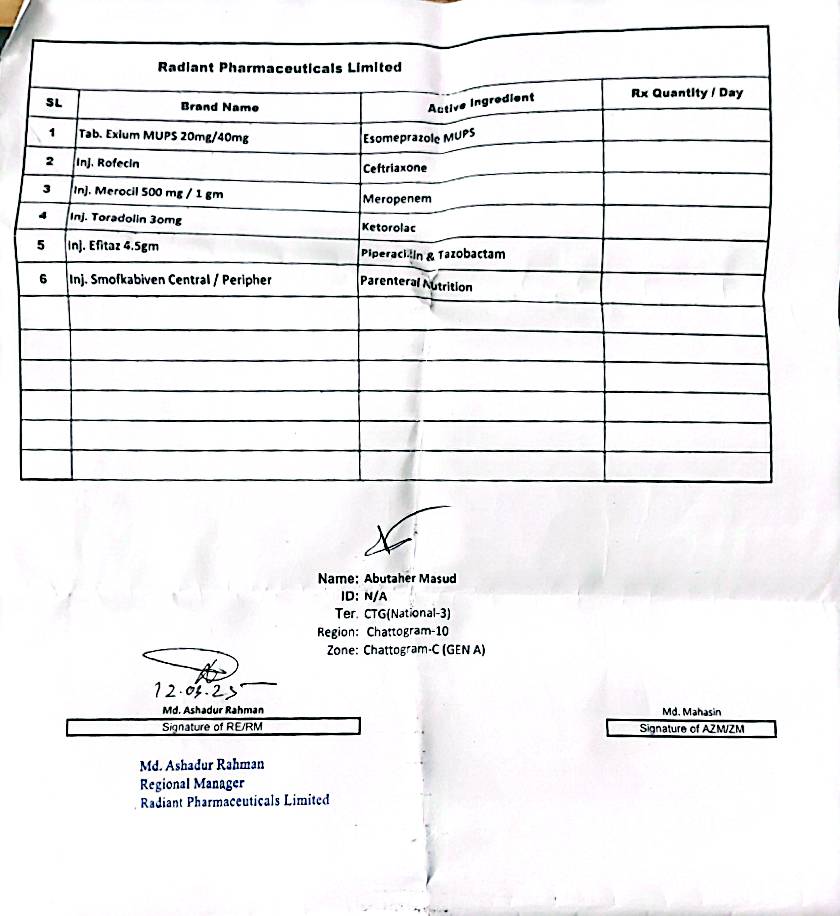 Radiant Pharmaceuticals Limited
SL Brand Name Active Ingredient Rx Quantity / Day
1 Tab. Exium MUPS 20mg/40mg Esomeprazole MUPS
2 Inj. Rofecin Ceftriaxone
3 Inj. Merocil 500 mg / 1 gm Meropenem
4 Inj. Toradolin 30mg Ketorolac
5 Inj. Efitaz 4.5gm Piperacillin & Tazobactam
6 Inj. Smofkabiven Central / Peripher Parenteral Nutrition
Name: Abutaher Masud
ID: N/A
Ter. CTG(National-3)
Region: Chattogram-10
Zone: Chattogram-C (GEN A)
Md. Ashadur Rahman
Signature of RE/RM
Md. Mahasin
Signature of AZM/ZM
Md. Ashadur Rahman
Regional Manager
Radiant Pharmaceuticals Limited